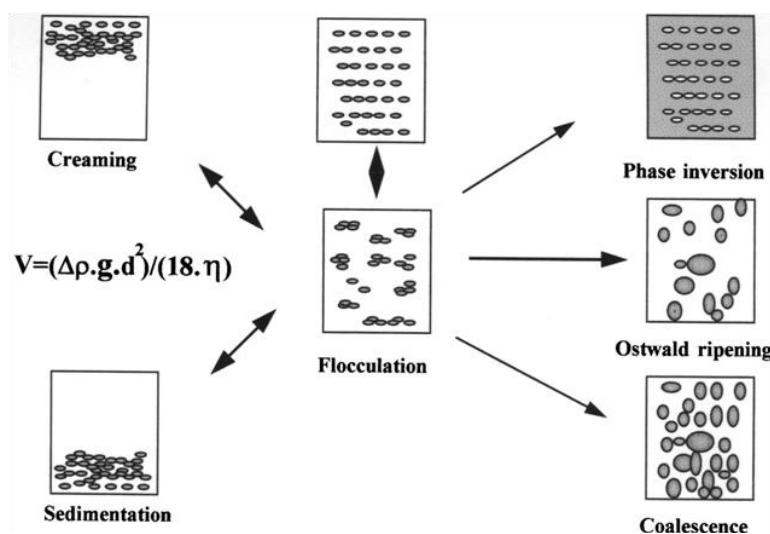 Creaming
Phase inversion
V=(Δρ.g.d²)/(18.η)
Ostwald ripening
Flocculation
Sedimentation
Coalescence